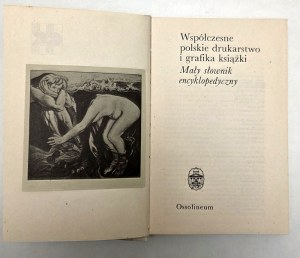 Współczesne
polskie drukarstwo
i grafika książki
Mały słownik
encyklopedyczny
Ossolineum